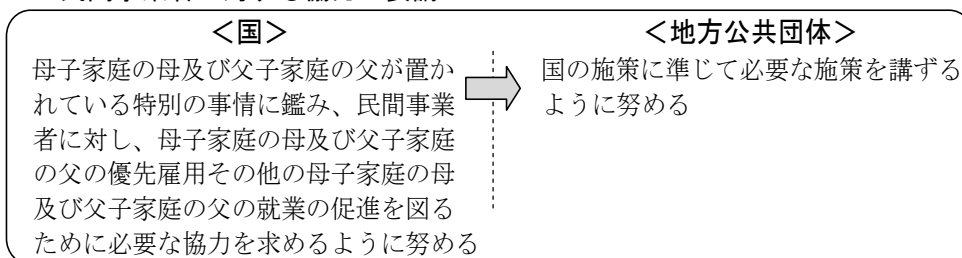 ＜国＞
母子家庭の母及び父子家庭の父が置か
れている特別の事情に鑑み、民間事業
者に対し、母子家庭の母及び父子家庭
の父の優先雇用その他の母子家庭の母
及び父子家庭の父の就業の促進を図る
ために必要な協力を求めるように努める
＜地方公共団体＞
国の施策に準じて必要な施策を講ずる
ように努める